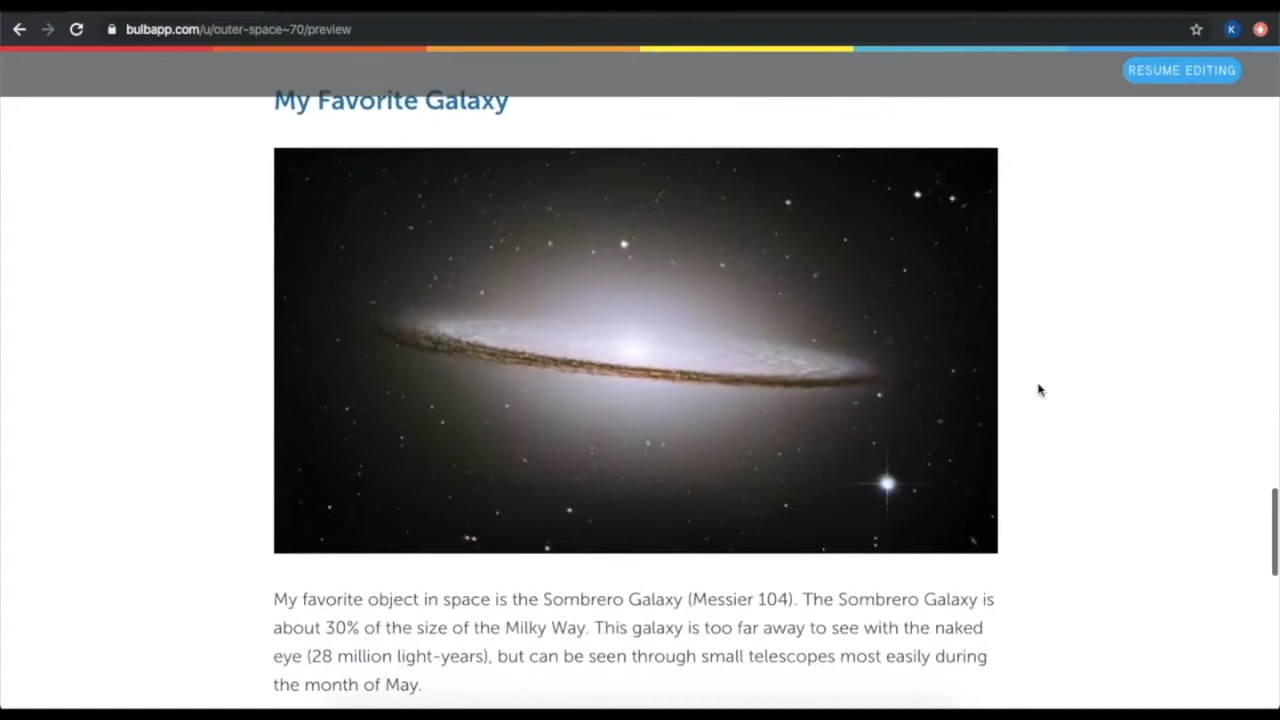 bulbapp.com/u/outer-space~70/preview
K
RESUME EDITING
My Favorite Galaxy
My favorite object in space is the Sombrero Galaxy (Messier 104). The Sombrero Galaxy is
about 30% of the size of the Milky Way. This galaxy is too far away to see with the naked
eye (28 million light-years), but can be seen through small telescopes most easily during
the month of May.